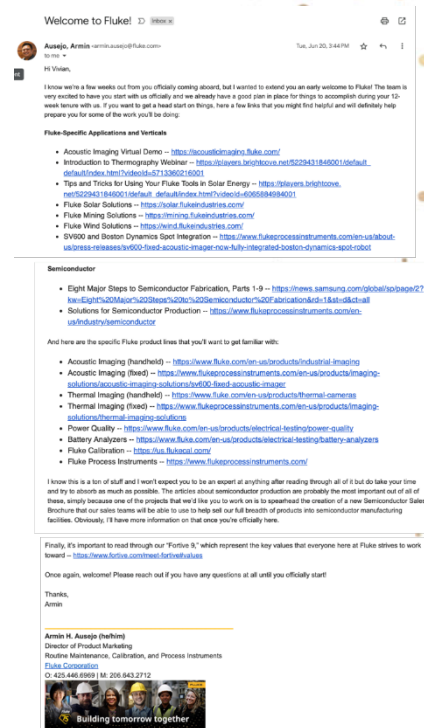 Welcome to Fluke! Inbox ×
Ausejo, Armin <armin.ausejo@fluke.com>
to me
Tue, Jun 20, 3:44 PM
Hi Vivian,
I know we're a few weeks out from you officially coming aboard, but I wanted to extend you an early welcome to Fluke! The team is
very excited to have you start with us officially and we already have a good plan in place for things to accomplish during your 12-
week tenure with us. If you want to get a head start on things, here are a few links that you might find helpful and will definitely help
prepare you for some of the work you'll be doing:
Fluke-Specific Applications and Verticals
• Acoustic Imaging Virtual Demo -- https://acousticimaging.fluke.com/
• Introduction to Thermography Webinar -- https://players.brightcove.net/5229431846001/default_
default/index.html?videoId=5713360216001
• Tips and Tricks for Using Your Fluke Tools in Solar Energy -- https://players.brightcove.
net/5229431846001/default_default/index.html?videoId=6065884984001
• Fluke Solar Solutions -- https://solar.flukeindustries.com/
• Fluke Mining Solutions -- https://mining.flukeindustries.com/
• Fluke Wind Solutions -- https://wind.flukeindustries.com/
• SV600 and Boston Dynamics Spot Integration -- https://www.flukeprocessinstruments.com/en-us/about-
us/press-releases/sv600-fixed-acoustic-imager-now-fully-integrated-boston-dynamics-spot-robot
Semiconductor
• Eight Major Steps to Semiconductor Fabrication, Parts 1-9 -- https://news.samsung.com/global/sp/page/2?
kw=Eight%20Major%20Steps%20to%20Semiconductor%20Fabrication&rd=1&st=d&ct=all
• Solutions for Semiconductor Production -- https://www.flukeprocessinstruments.com/en-
us/industry/semiconductor
And here are the specific Fluke product lines that you'll want to get familiar with:
• Acoustic Imaging (handheld) -- https://www.fluke.com/en-us/products/industrial-imaging
• Acoustic Imaging (fixed) -- https://www.flukeprocessinstruments.com/en-us/products/imaging-
solutions/acoustic-imaging-solutions/sv600-fixed-acoustic-imager
• Thermal Imaging (handheld) -- https://www.fluke.com/en-us/products/thermal-cameras
• Thermal Imaging (fixed) -- https://www.flukeprocessinstruments.com/en-us/products/imaging-
solutions/thermal-imaging-solutions
• Power Quality -- https://www.fluke.com/en-us/products/electrical-testing/power-quality
• Battery Analyzers -- https://www.fluke.com/en-us/products/electrical-testing/battery-analyzers
• Fluke Calibration -- https://us.flukecal.com/
• Fluke Process Instruments -- https://www.flukeprocessinstruments.com/
I know this is a ton of stuff and I won't expect you to be an expert at anything after reading through all of it but do take your time
and try to absorb as much as possible. The articles about semiconductor production are probably the most important out of all of
these, simply because one of the projects that we'd like you to work on is to spearhead the creation of a new Semiconductor Sales
Brochure that our sales teams will be able to use to help sell our full breadth of products into semiconductor manufacturing
facilities. Obviously, I'll have more information on that once you're officially here.
Finally, it's important to read through our "Fortive 9," which represent the key values that everyone here at Fluke strives to work
toward -- https://www.fortive.com/meet-fortive#values
Once again, welcome! Please reach out if you have any questions at all until you officially start!
Thanks,
Armin
Armin H. Ausejo (he/him)
Director of Product Marketing
Routine Maintenance, Calibration, and Process Instruments
Fluke Corporation
O: 425.446.6969 | M: 206.643.2712
Building tomorrow together